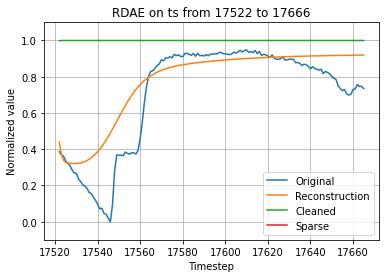 RDAE on ts from 17522 to 17666
Normalized value
1.0
0.8
0.6
0.4
0.2
0.0
Original
Reconstruction
Cleaned
Sparse
17520 17540 17560 17580 17600 17620 17640 17660
Timestep